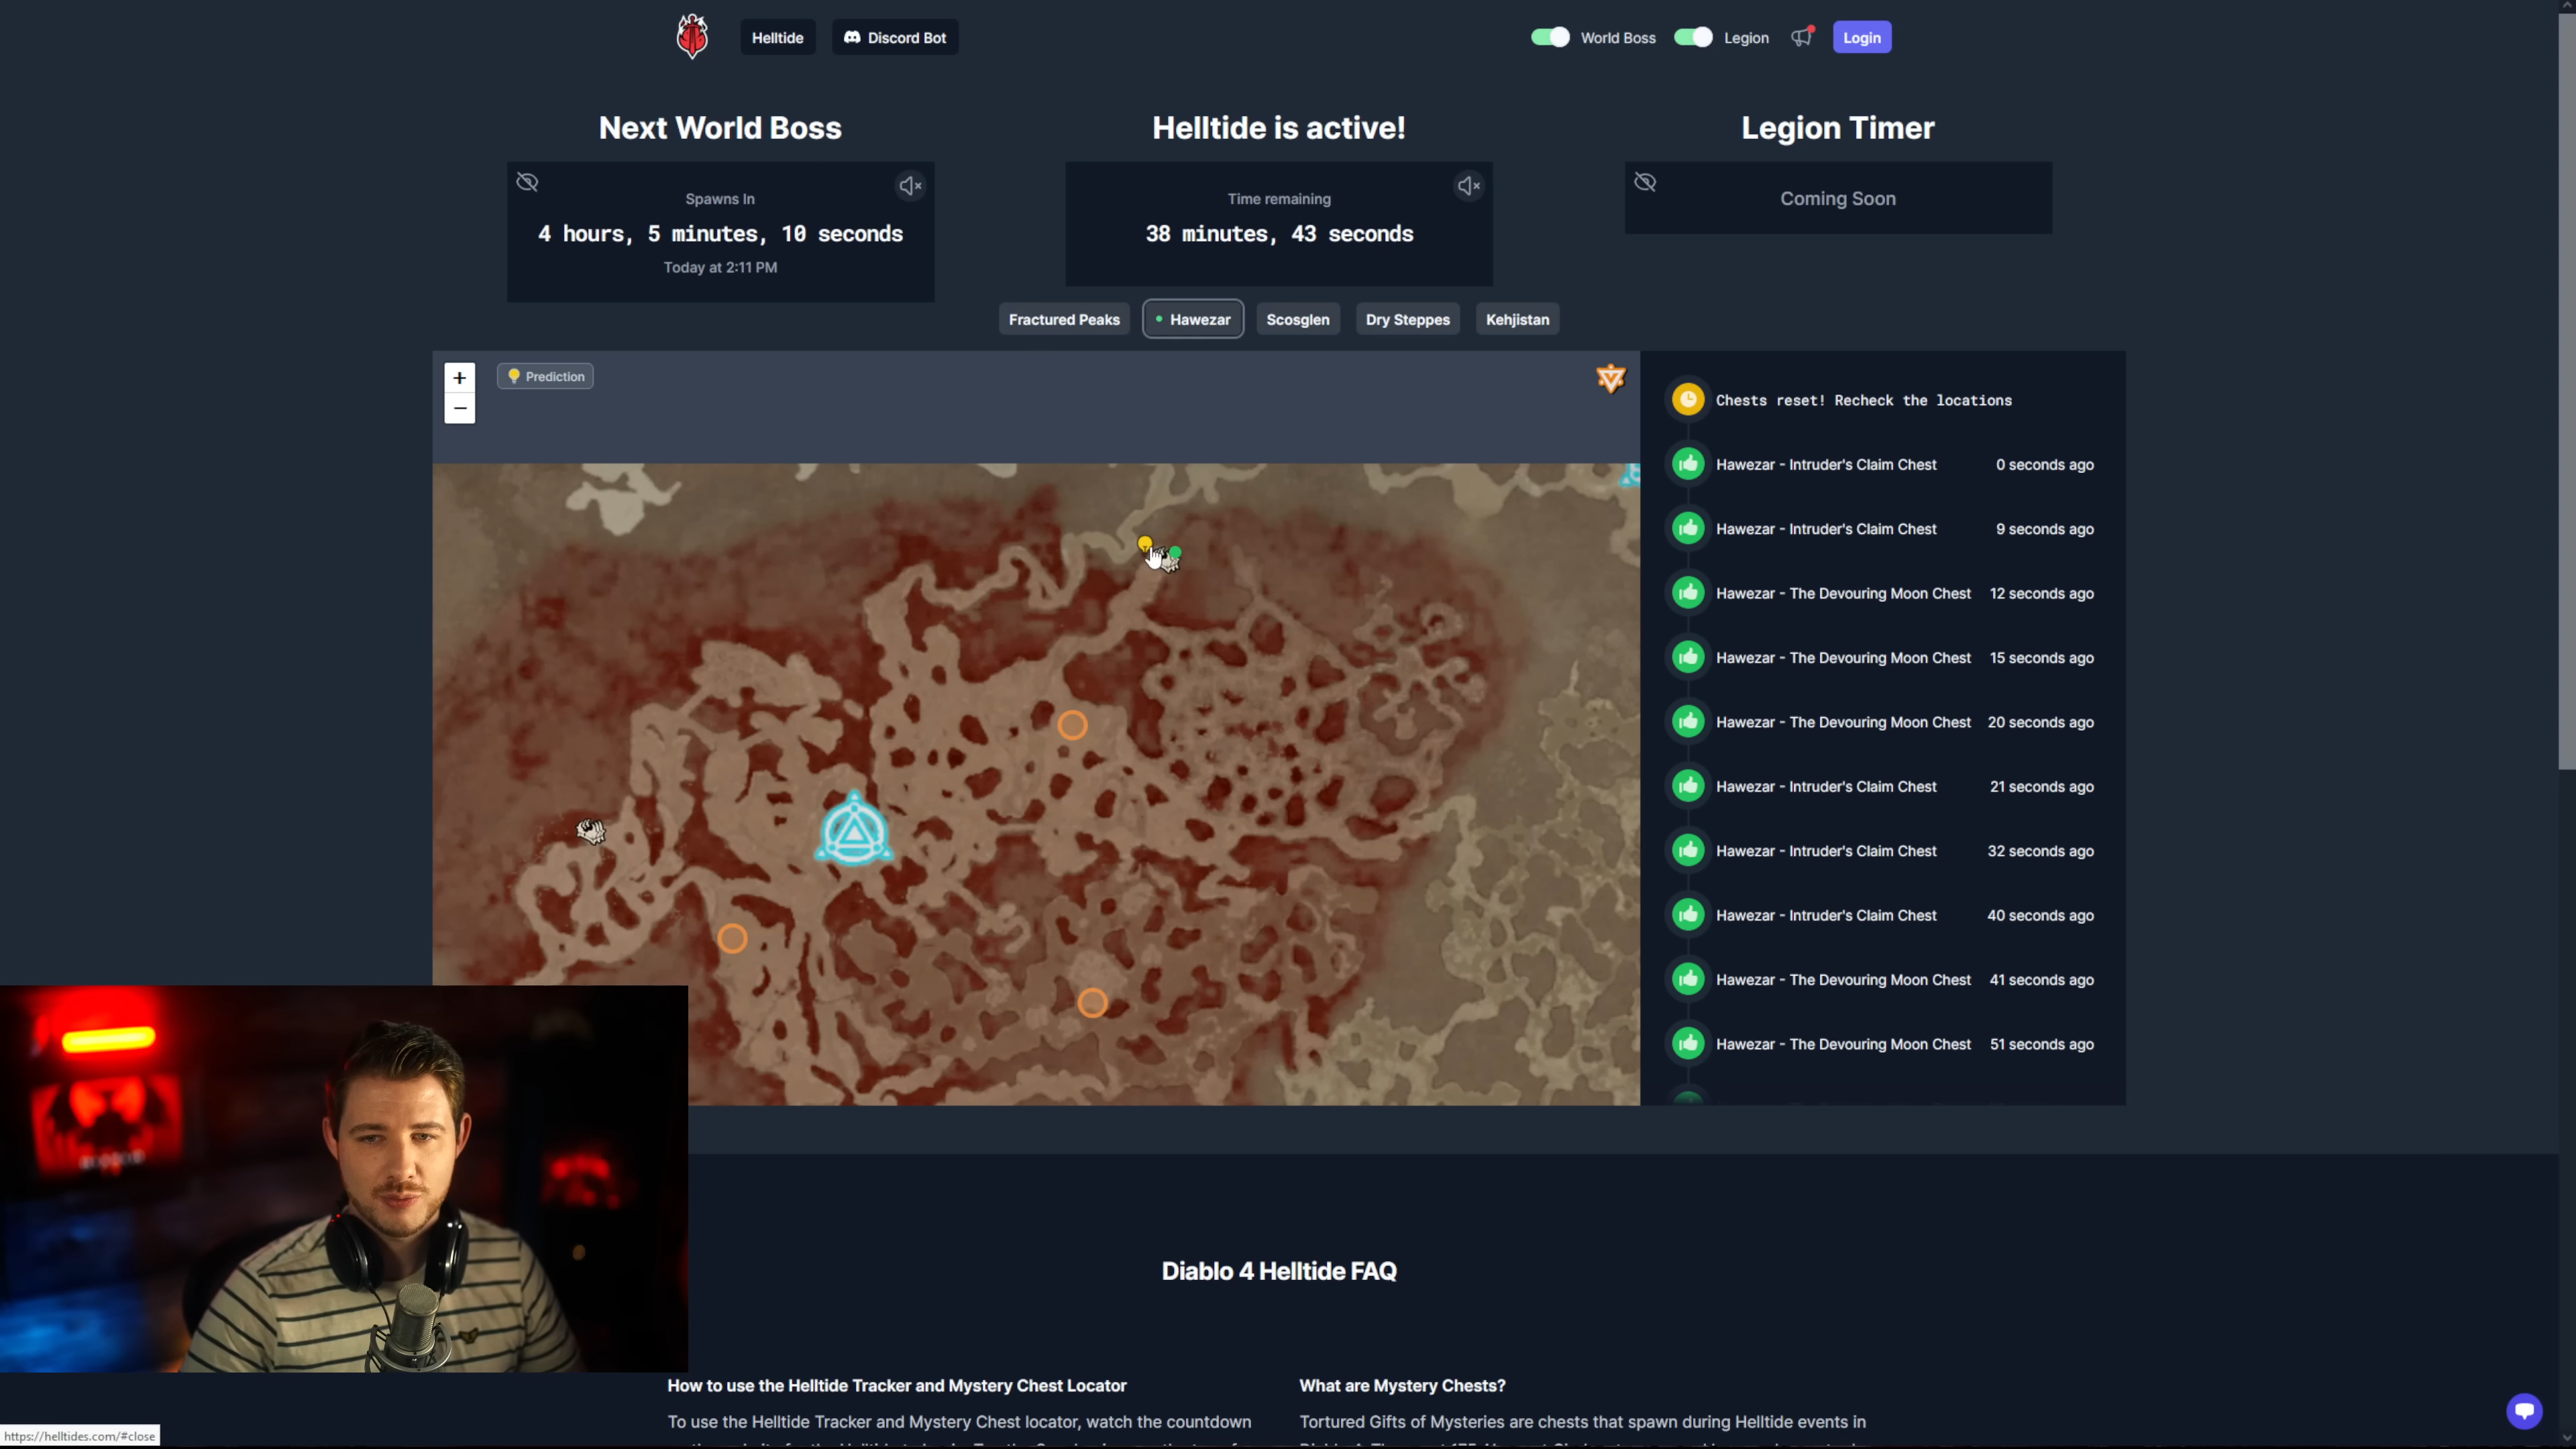 Helltide
Discord Bot
World Boss
Legion
Login
Next World Boss
Helltide is active!
Legion Timer
Spawns In
4 hours, 5 minutes, 10 seconds
Today at 2:11 PM
Time remaining
38 minutes, 43 seconds
Coming Soon
Fractured Peaks
Hawezar
Scosglen
Dry Steppes
Kehjistan
+
−
Prediction
Chests reset! Recheck the locations
Hawezar - Intruder's Claim Chest 0 seconds ago
Hawezar - Intruder's Claim Chest 9 seconds ago
Hawezar - The Devouring Moon Chest 12 seconds ago
Hawezar - The Devouring Moon Chest 15 seconds ago
Hawezar - The Devouring Moon Chest 20 seconds ago
Hawezar - Intruder's Claim Chest 21 seconds ago
Hawezar - Intruder's Claim Chest 32 seconds ago
Hawezar - Intruder's Claim Chest 40 seconds ago
Hawezar - The Devouring Moon Chest 41 seconds ago
Hawezar - The Devouring Moon Chest 51 seconds ago
Diablo 4 Helltide FAQ
How to use the Helltide Tracker and Mystery Chest Locator
To use the Helltide Tracker and Mystery Chest locator, watch the countdown
What are Mystery Chests?
Tortured Gifts of Mysteries are chests that spawn during Helltide events in
https://helltides.com/#close